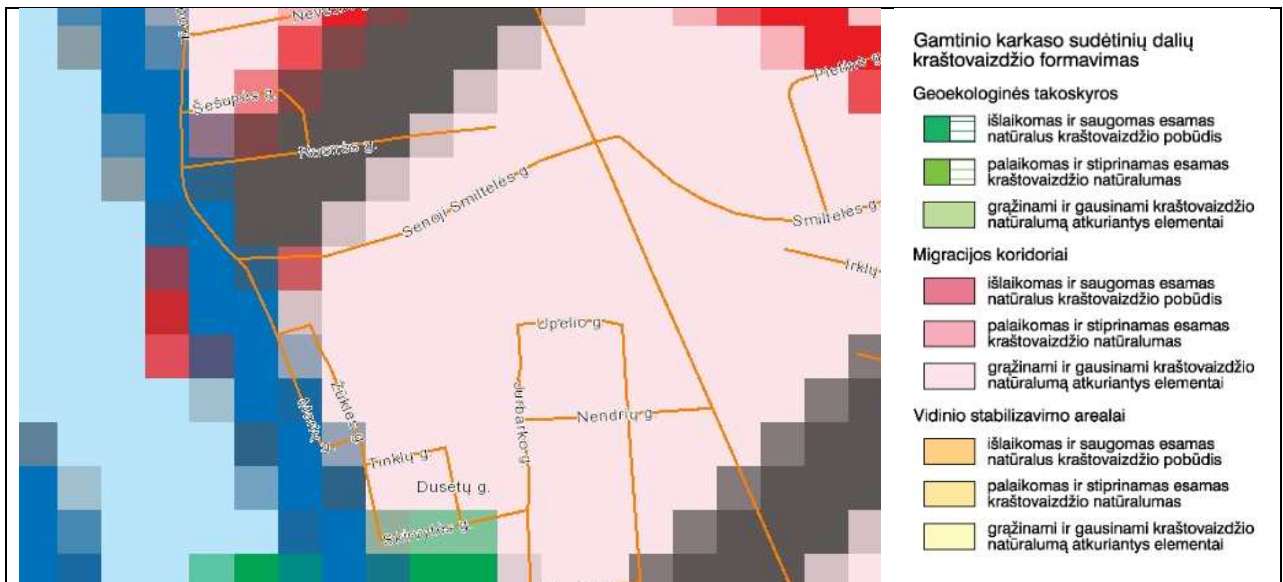 Gamtinio karkaso sudėtinių dalių
kraštovaizdžio formavimas
Geoekologinės takoskyros
išlaikomas ir saugomas esamas
natūralus kraštovaizdžio pobūdis
palaikomas ir stiprinamas esamas
kraštovaizdžio natūralumas
grąžinami ir gausinami kraštovaizdžio
natūralumą atkuriantys elementai
Migracijos koridoriai
išlaikomas ir saugomas esamas
natūralus kraštovaizdžio pobūdis
palaikomas ir stiprinamas esamas
kraštovaizdžio natūralumas
grąžinami ir gausinami kraštovaizdžio
natūralumą atkuriantys elementai
Vidinio stabilizavimo arealai
išlaikomas ir saugomas esamas
natūralus kraštovaizdžio pobūdis
palaikomas ir stiprinamas esamas
kraštovaizdžio natūralumas
grąžinami ir gausinami kraštovaizdžio
natūralumą atkuriantys elementai
Šešupės g.
Senoji Smiltelės g.
Smiltelės g.
Irklų
Upelio g.
Jurbarko g.
Nendrių g.
Žūklės g.
Tinklų g.
Dusetų g.
Skirvytės g.